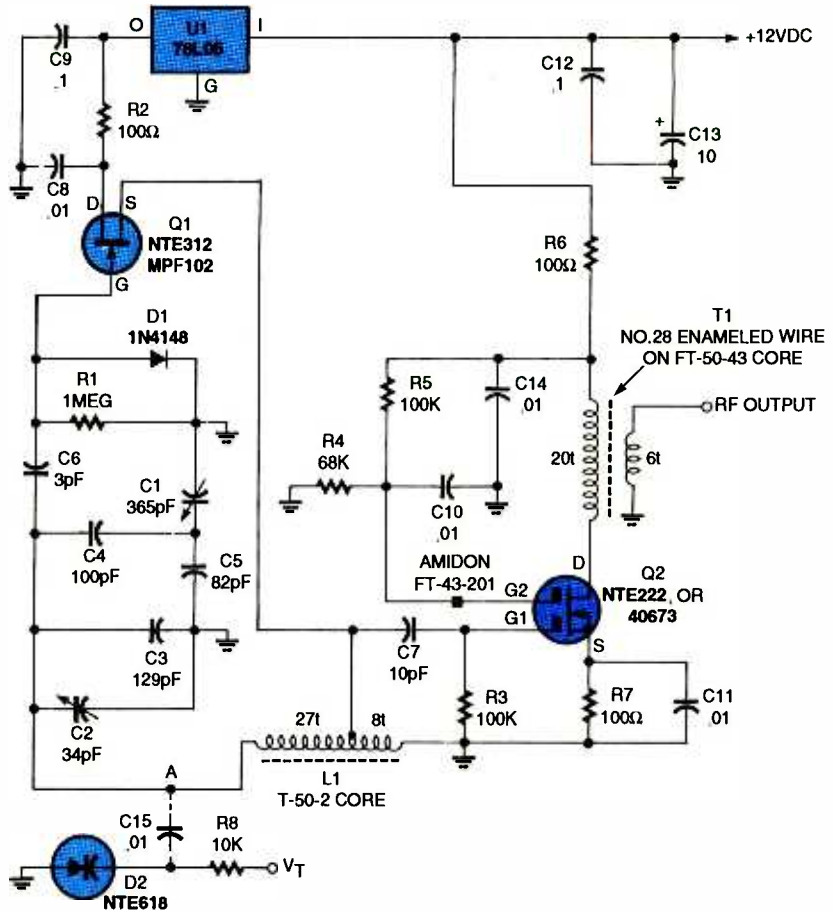 O
U1
78L05
I
G
+12VDC
C9
.1
R2
100Ω
C12
.1
+
C13
10
C8
.01
D
S
Q1
NTE312
MPF102
G
R6
100Ω
D1
1N4148
T1
NO.28 ENAMELED WIRE
ON FT-50-43 CORE
R1
1MEG
R5
100K
C14
.01
RF OUTPUT
R4
68K
20t
6t
C6
3pF
C1
365pF
C10
.01
C4
100pF
C5
82pF
AMIDON
FT-43-201
D
G2
G1
Q2
NTE222, OR
40673
S
C3
129pF
C7
10pF
R3
100K
R7
100Ω
C11
.01
C2
34pF
27t
8t
A
L1
T-50-2 CORE
C15
.01
R8
10K
VT
D2
NTE618